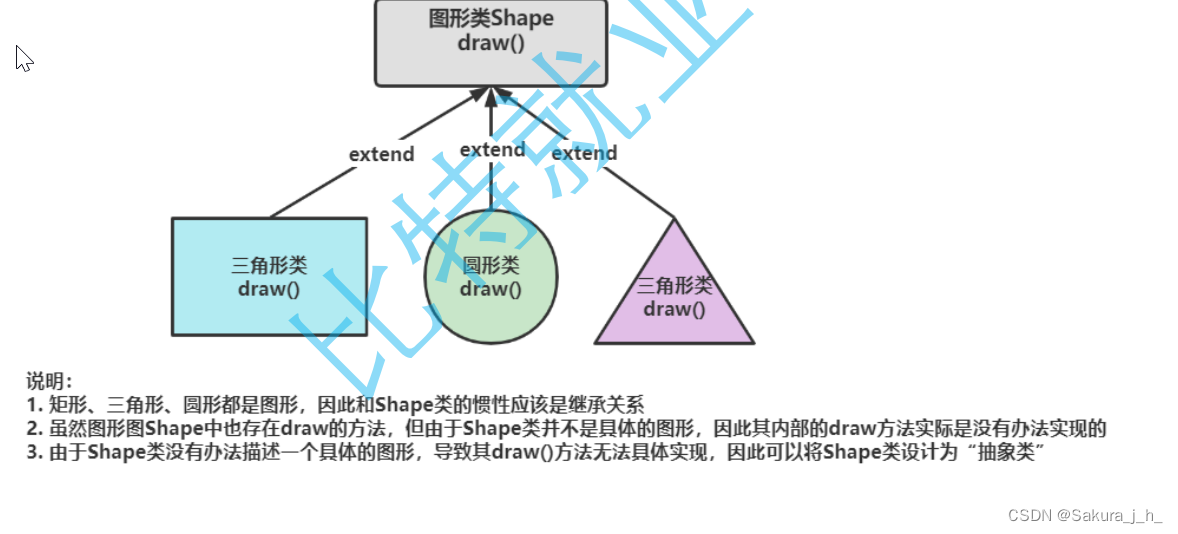 图形类Shape
draw()
extend
extend
extend
三角形类
draw()
圆形类
draw()
三角形类
draw()
比特就业
说明：
1. 矩形、三角形、圆形都是图形，因此和Shape类的惯性应该是继承关系
2. 虽然图形图Shape中也存在draw的方法，但由于Shape类并不是具体的图形，因此其内部的draw方法实际是没有办法实现的
3. 由于Shape类没有办法描述一个具体的图形，导致其draw()方法无法具体实现，因此可以将Shape类设计为“抽象类”
CSDN @Sakura_j_h_